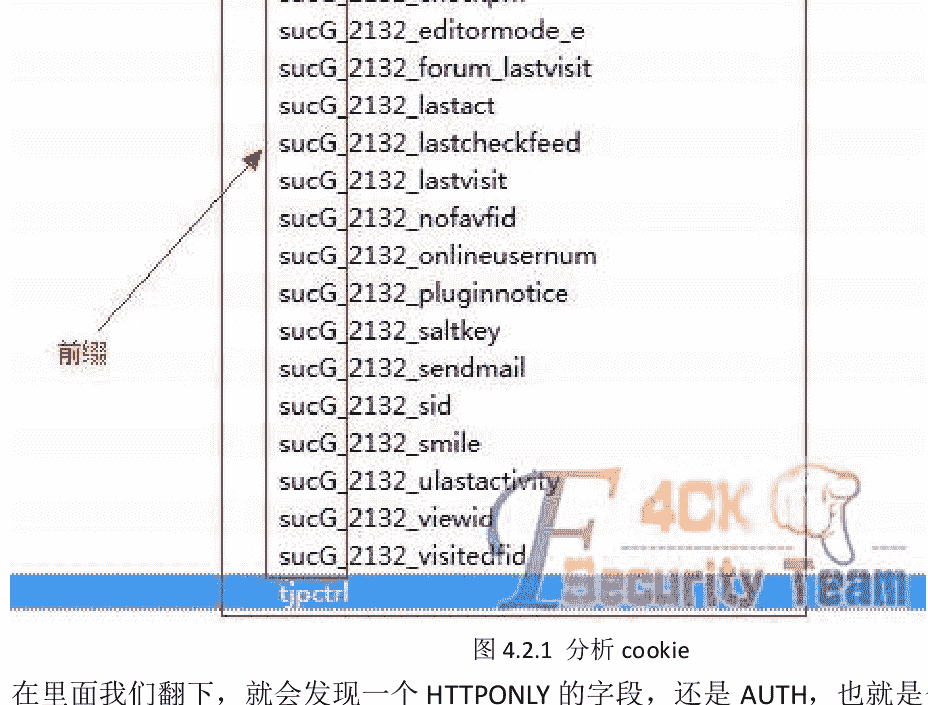 sucG_2132_editormode_e
sucG_2132_forum_lastvisit
sucG_2132_lastact
sucG_2132_lastcheckfeed
sucG_2132_lastvisit
sucG_2132_nofavfid
sucG_2132_onlineusernum
sucG_2132_pluginnotice
sucG_2132_saltkey
前缀
sucG_2132_sendmail
sucG_2132_sid
sucG_2132_smile
sucG_2132_ulastactivity
sucG_2132_viewid
sucG_2132_visitedfid
tjpctrl
F4CK
Security Team
图 4.2.1 分析 cookie
在里面我们翻下，就会发现一个 HTTPONLY 的字段，还是 AUTH，也就是